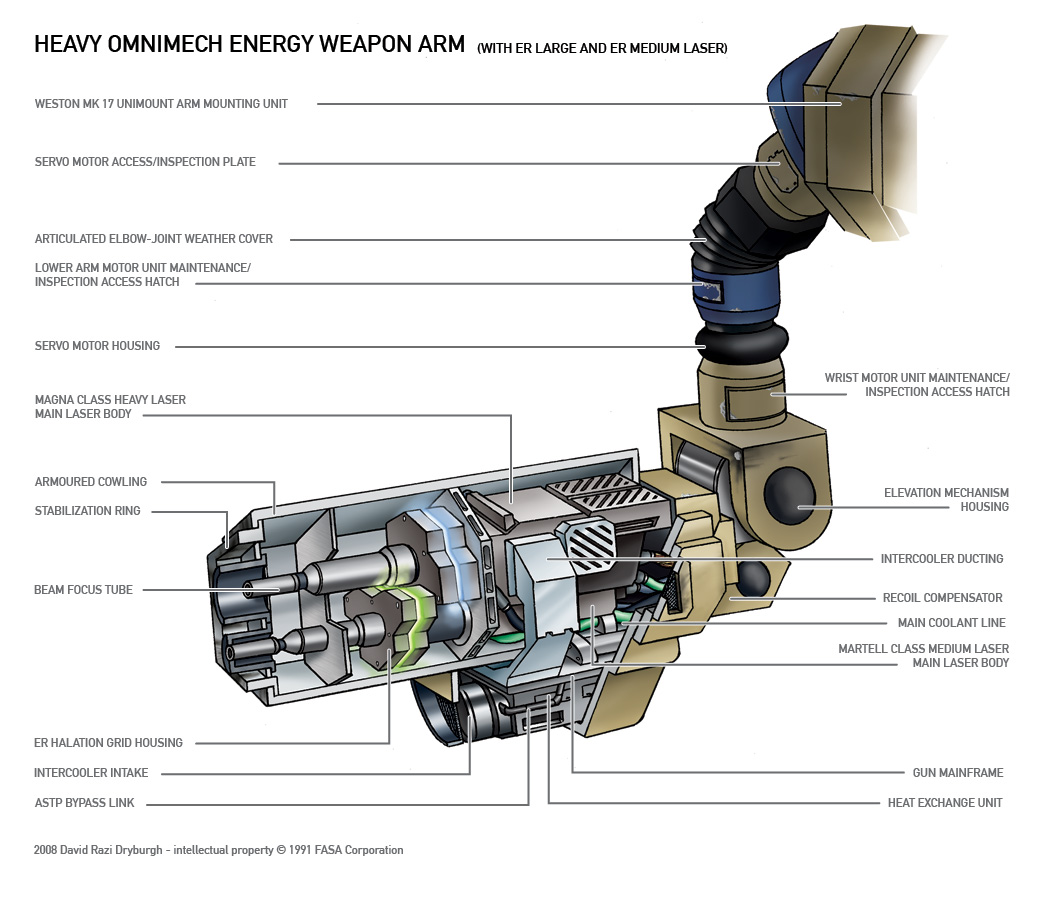 HEAVY OMNIMECH ENERGY WEAPON ARM (WITH ER LARGE AND ER MEDIUM LASER)
WESTON MK 17 UNIMOUNT ARM MOUNTING UNIT
SERVO MOTOR ACCESS/INSPECTION PLATE
ARTICULATED ELBOW-JOINT WEATHER COVER
LOWER ARM MOTOR UNIT MAINTENANCE/
INSPECTION ACCESS HATCH
SERVO MOTOR HOUSING
WRIST MOTOR UNIT MAINTENANCE/
INSPECTION ACCESS HATCH
MAGNA CLASS HEAVY LASER
MAIN LASER BODY
ARMOURED COWLING
STABILIZATION RING
ELEVATION MECHANISM
HOUSING
INTERCOOLER DUCTING
BEAM FOCUS TUBE
RECOIL COMPENSATOR
MAIN COOLANT LINE
MARTELL CLASS MEDIUM LASER
MAIN LASER BODY
ER HALATION GRID HOUSING
INTERCOOLER INTAKE
GUN MAINFRAME
ASTP BYPASS LINK
HEAT EXCHANGE UNIT
2008 David Razi Dryburgh - intellectual property © 1991 FASA Corporation